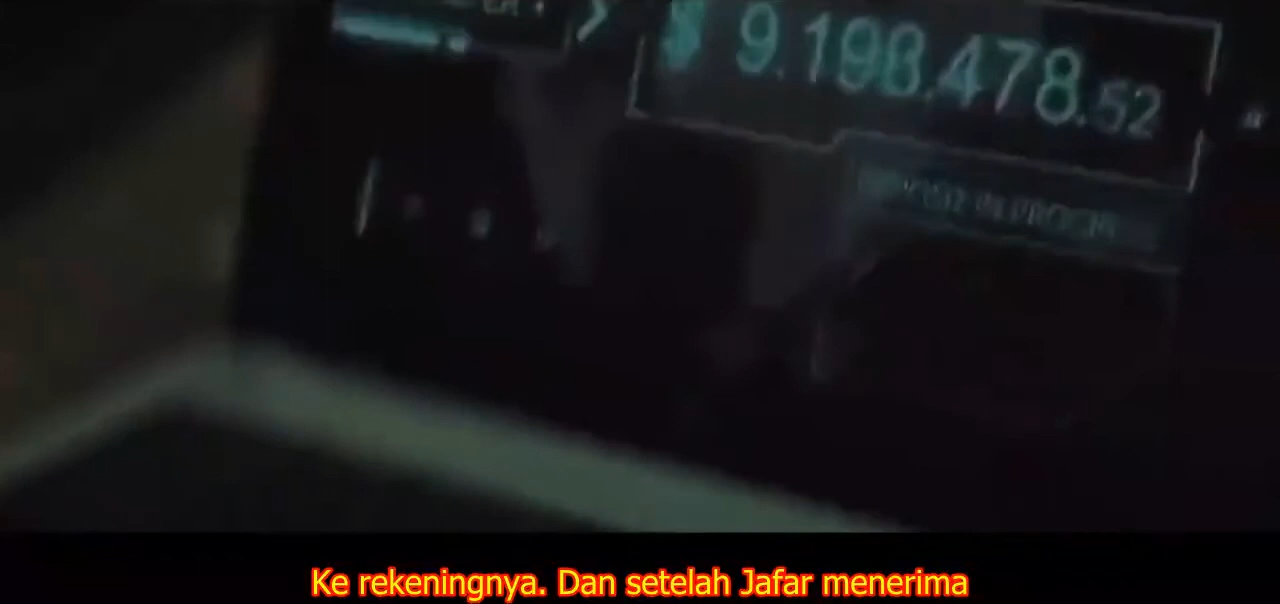 $ 9.198.478.52
Ke rekeningnya. Dan setelah Jafar menerima